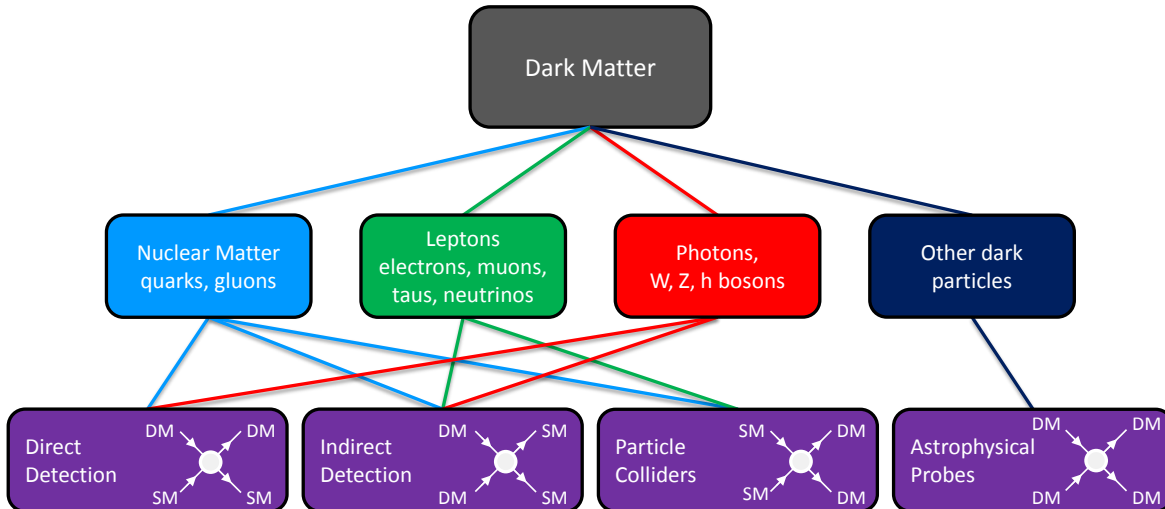 Dark Matter
Nuclear Matter
quarks, gluons
Leptons
electrons, muons,
taus, neutrinos
Photons,
W, Z, h bosons
Other dark
particles
Direct
Detection
DM
DM
SM
SM
Indirect
Detection
DM
SM
DM
SM
Particle
Colliders
SM
DM
SM
DM
Astrophysical
Probes
DM
DM
DM
DM